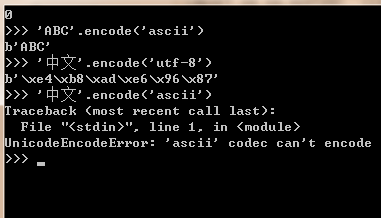 0
>>> 'ABC'.encode('ascii')
b'ABC'
>>> '中文'.encode('utf-8')
b'\xe4\xb8\xad\xe6\x96\x87'
>>> '中文'.encode('ascii')
Traceback (most recent call last):
  File "<stdin>", line 1, in <module>
UnicodeEncodeError: 'ascii' codec can't encode
>>> _